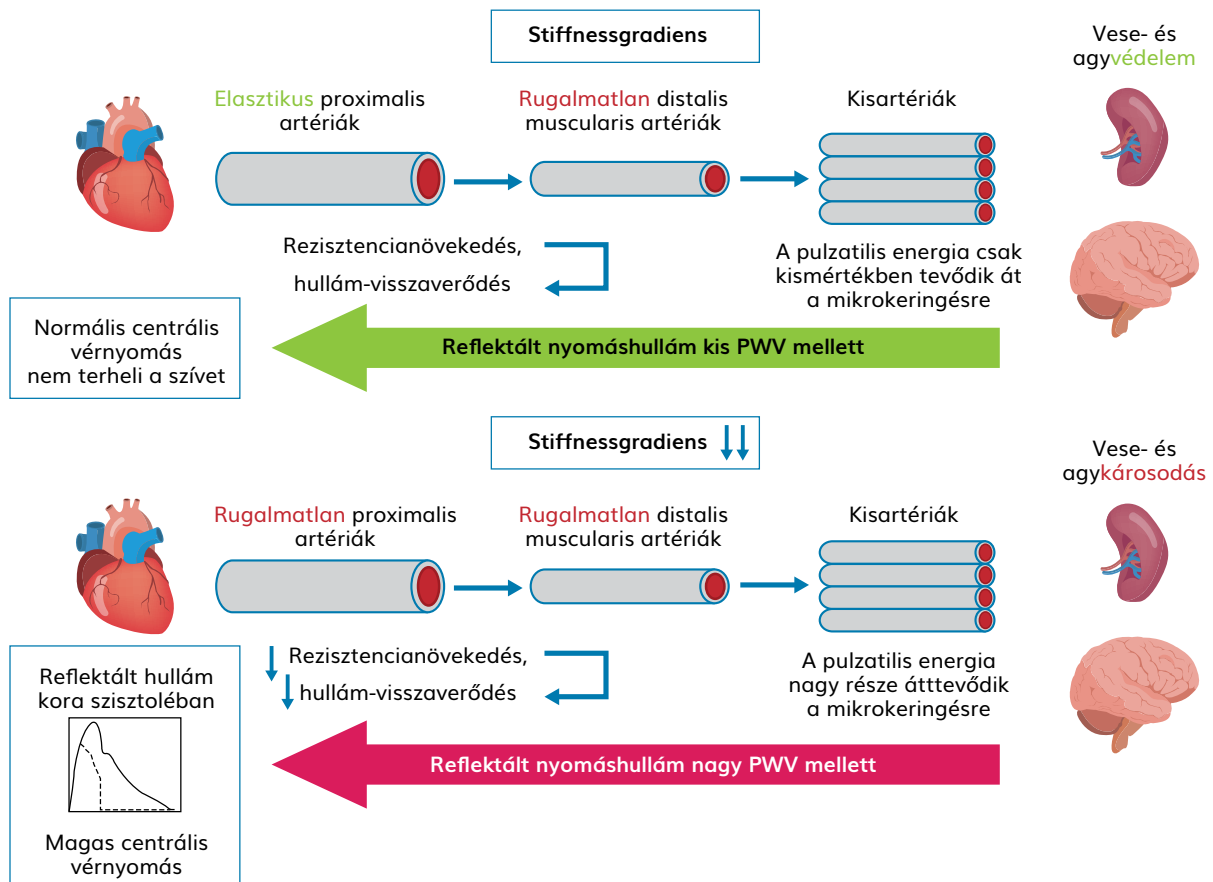 Stiffnessgradiens
Vese- és
agyvédelem
Elasztikus proximalis
artériák
Rugalmatlan distalis
muscularis artériák
Kisartériák
Rezisztencianövekedés,
hullám-visszaverődés
A pulzatilis energia csak
kismértékben tevődik át
a mikrokeringésre
Normális centrális
vérnyomás
nem terheli a szívet
Reflektált nyomáshullám kis PWV mellett
Stiffnessgradiens ↓↓
Vese- és
agykárosodás
Rugalmatlan proximalis
artériák
Rugalmatlan distalis
muscularis artériák
Kisartériák
↓ Rezisztencianövekedés,
↓ hullám-visszaverődés
A pulzatilis energia
nagy része átttevődik
a mikrokeringésre
Reflektált hullám
kora szisztoléban
Magas centrális
vérnyomás
Reflektált nyomáshullám nagy PWV mellett